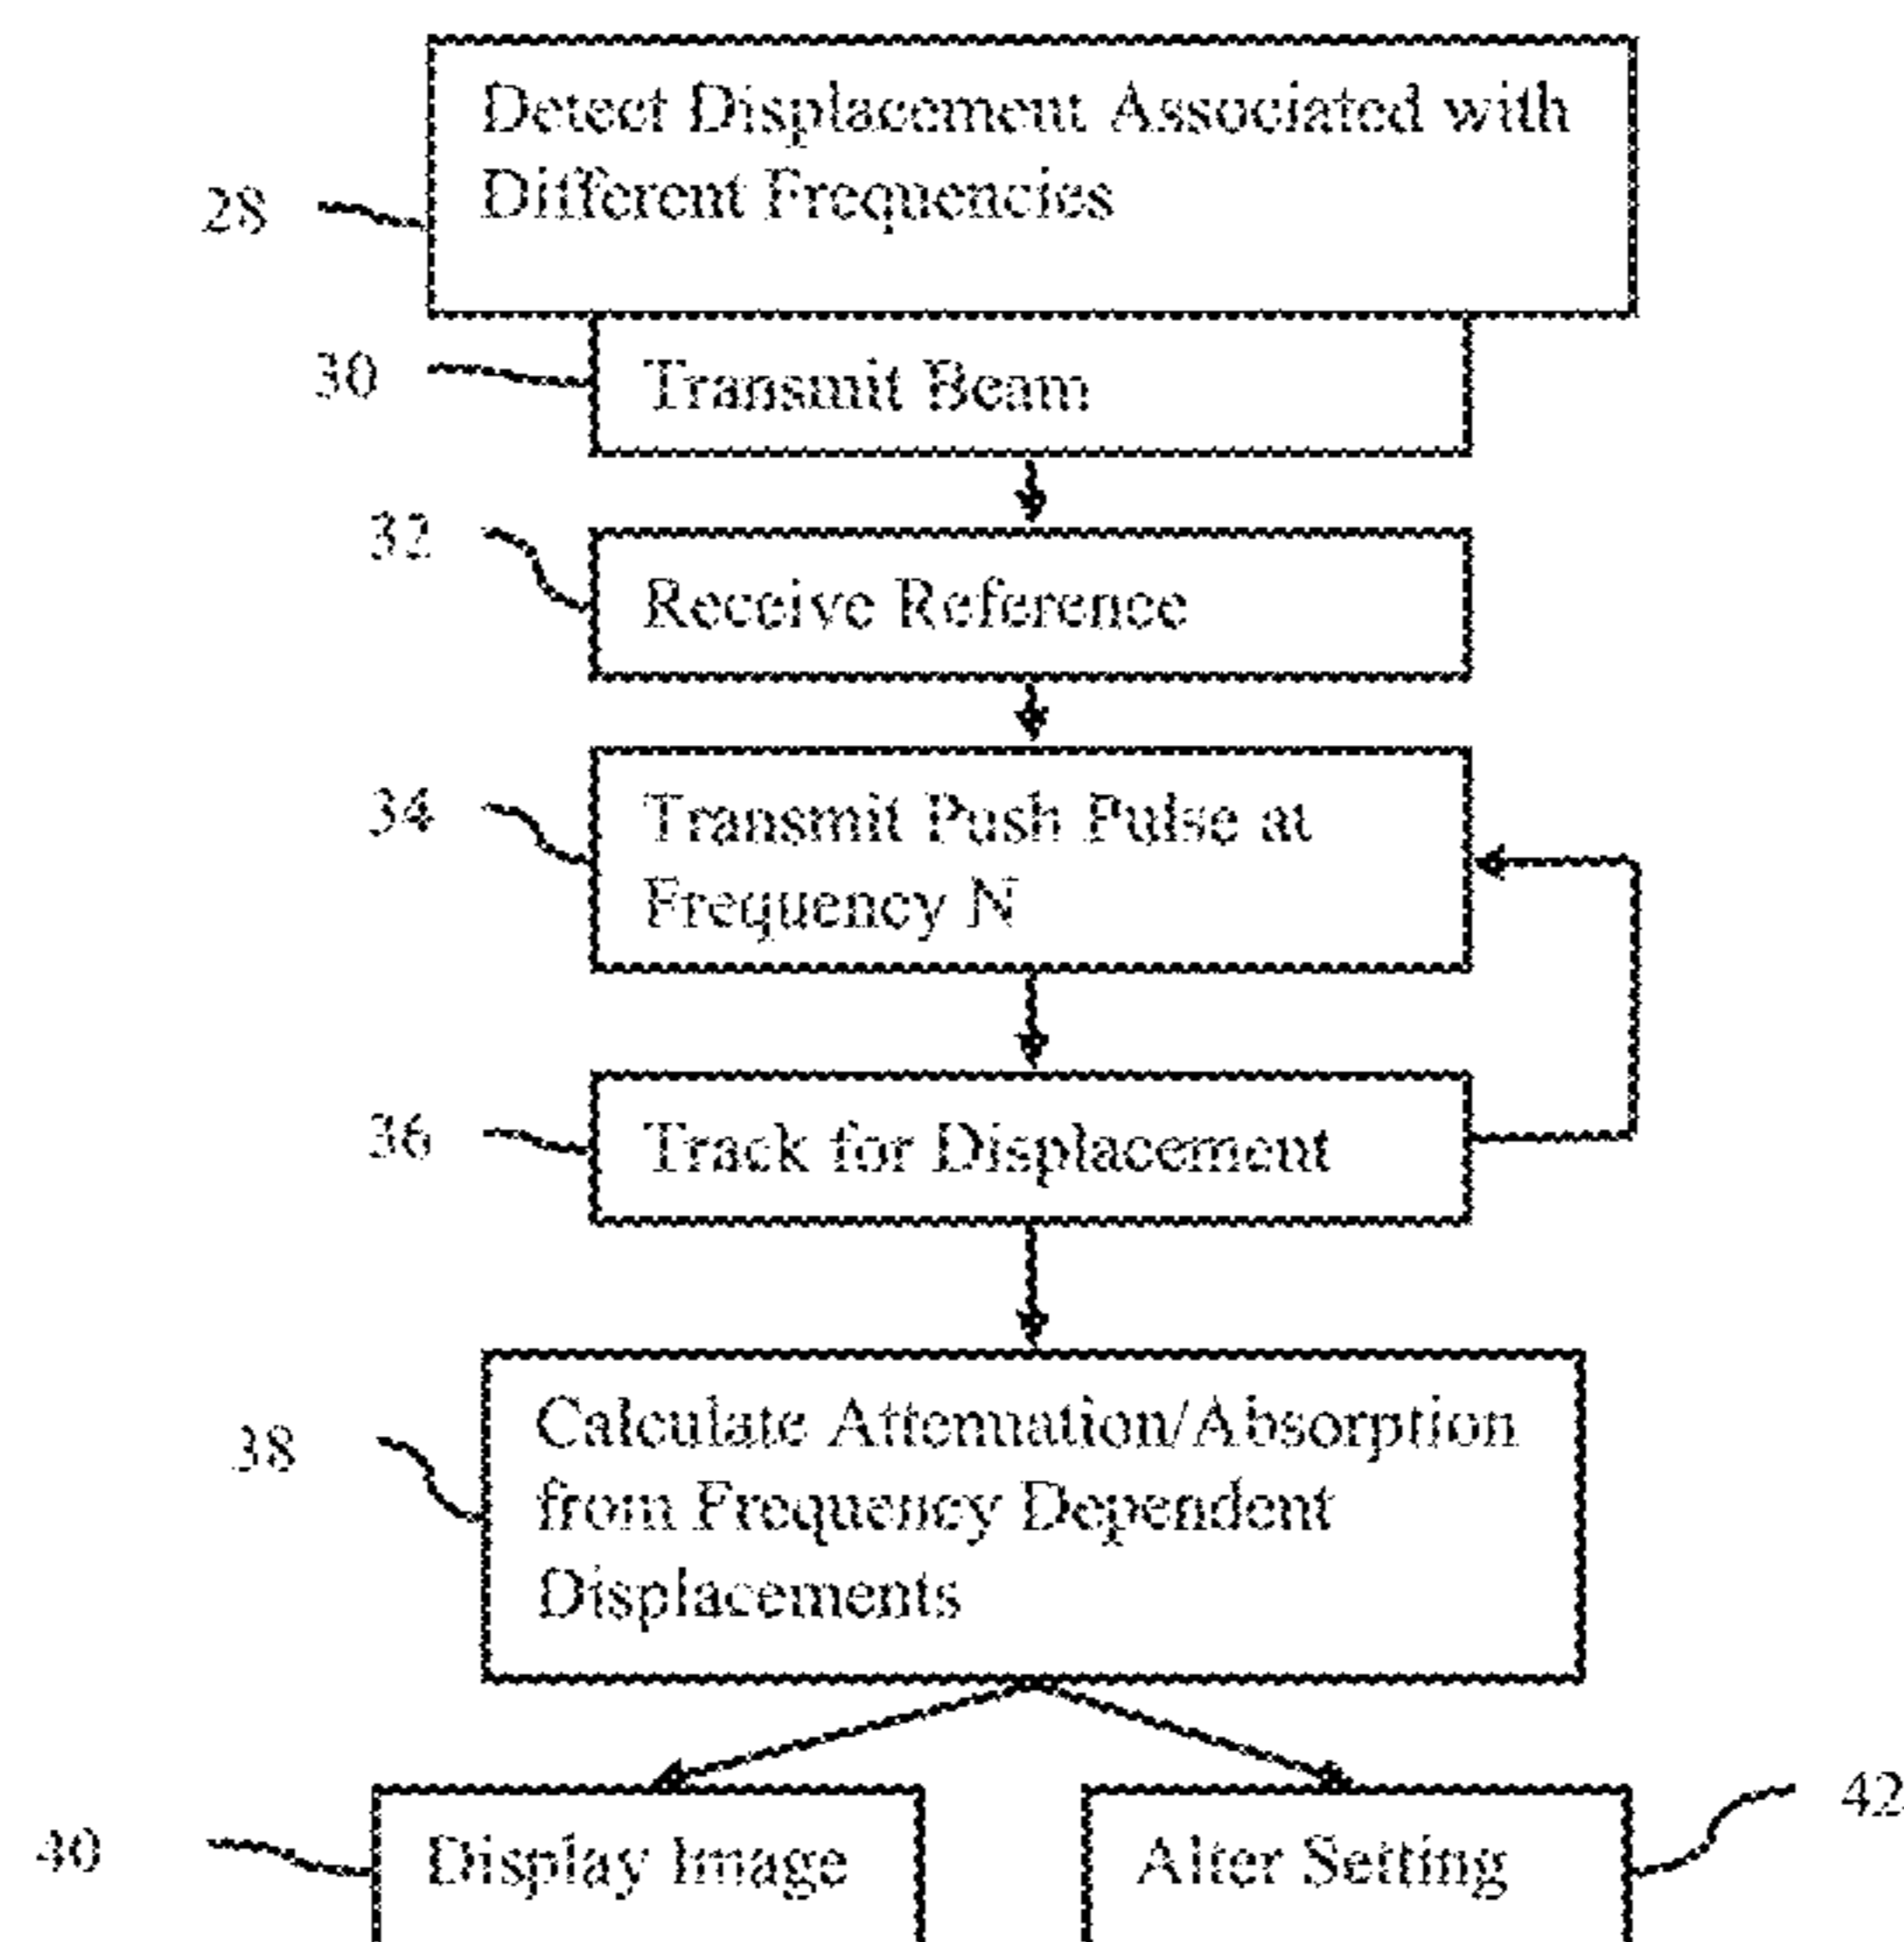 Detect Displacement Associated with
Different Frequencies
28
30
Transmit Beam
32
Receive Reference
34
Transmit Push Pulse at
Frequency N
36
Track for Displacement
38
Calculate Attenuation/Absorption
from Frequency Dependent
Displacements
40
Display Image
Alter Setting
42